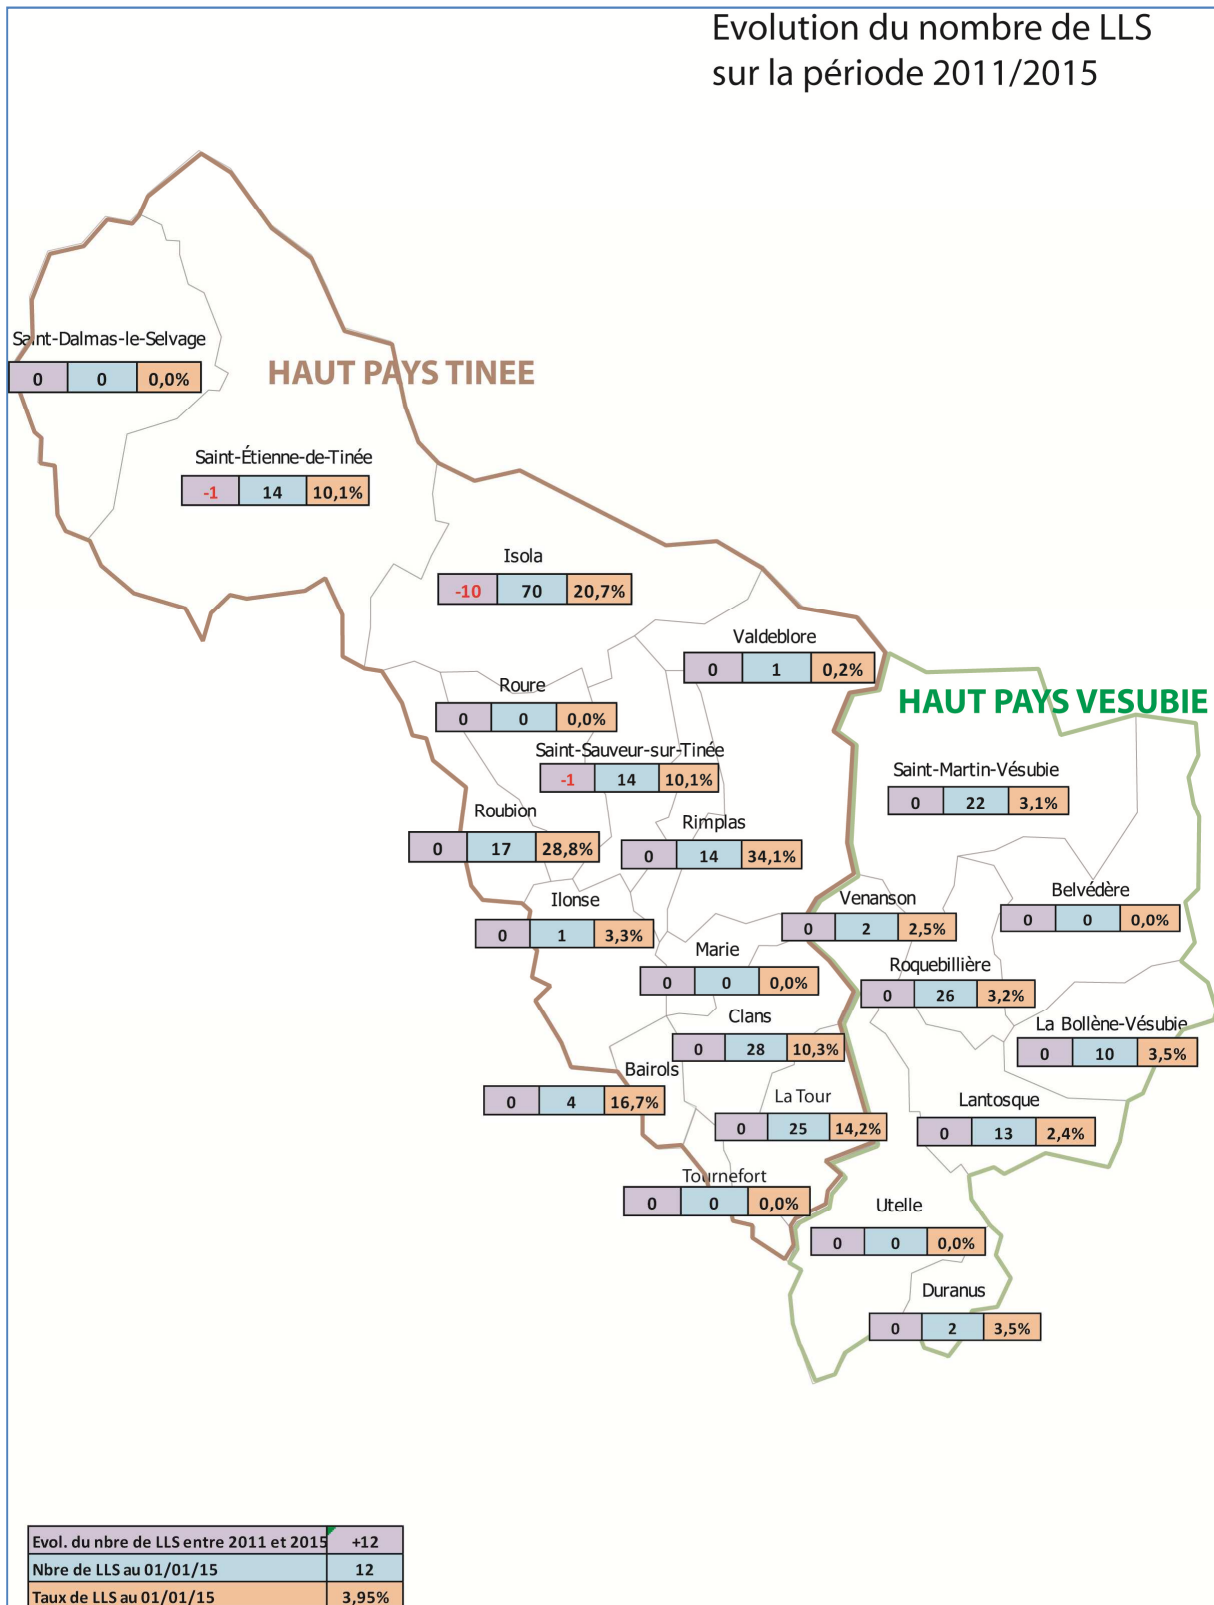 Evolution du nombre de LLS
sur la période 2011/2015
Saint-Dalmas-le-Selvage
0 0 0,0%
HAUT PAYS TINEE
Saint-Étienne-de-Tinée
-1 14 10,1%
Isola
-10 70 20,7%
Valdeblore
0 1 0,2%
Roure
0 0 0,0%
HAUT PAYS VESUBIE
Saint-Sauveur-sur-Tinée
-1 14 10,1%
Saint-Martin-Vésubie
0 22 3,1%
Roubion
0 17 28,8%
Rimplas
0 14 34,1%
Ilonse
0 1 3,3%
Venanson
0 2 2,5%
Belvédère
0 0 0,0%
Marie
0 0 0,0%
Roquebillière
0 26 3,2%
Clans
0 28 10,3%
La Bollène-Vésubie
0 10 3,5%
Bairols
0 4 16,7%
La Tour
0 25 14,2%
Lantosque
0 13 2,4%
Tournefort
0 0 0,0%
Utelle
0 0 0,0%
Duranus
0 2 3,5%
Evol. du nbre de LLS entre 2011 et 2015 +12
Nbre de LLS au 01/01/15 12
Taux de LLS au 01/01/15 3,95%